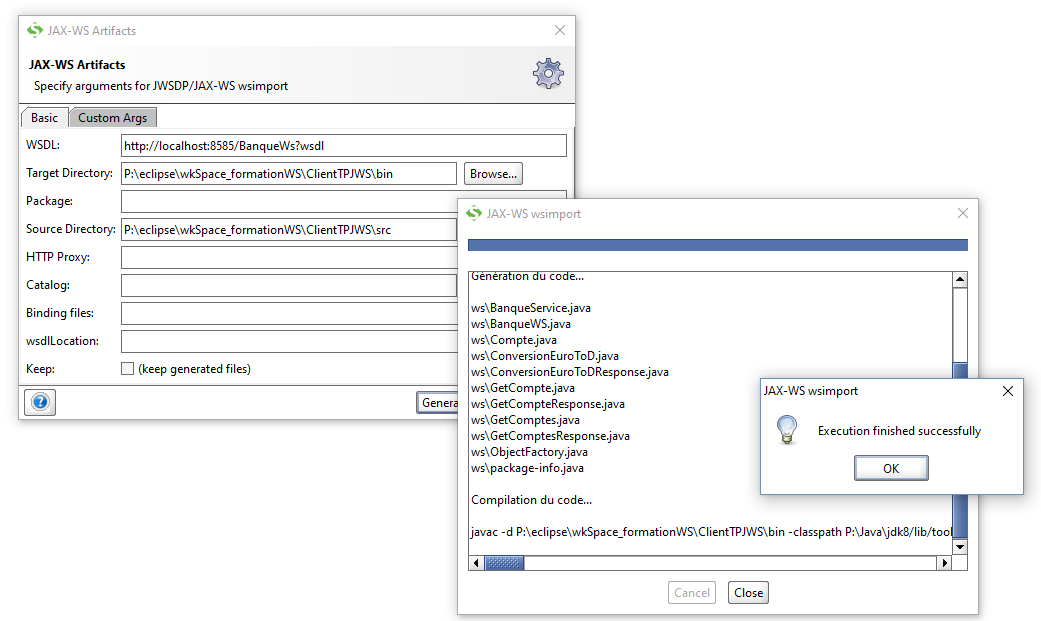 JAX-WS Artifacts
JAX-WS Artifacts
Specify arguments for JWSDP/JAX-WS wsimport
Basic Custom Args
WSDL: http://localhost:8585/BanqueWs?wsdl
Target Directory: P:\eclipse\wkSpace_formationWS\ClientTPJWS\bin Browse...
Package:
Source Directory: P:\eclipse\wkSpace_formationWS\ClientTPJWS\src
HTTP Proxy:
Catalog:
Binding files:
wsdlLocation:
Keep: (keep generated files)
Genera
JAX-WS wsimport
Génération du code...
ws\BanqueService.java
ws\BanqueWS.java
ws\Compte.java
ws\ConversionEuroToD.java
ws\ConversionEuroToDResponse.java
ws\GetCompte.java
ws\GetCompteResponse.java
ws\GetComptes.java
ws\GetComptesResponse.java
ws\ObjectFactory.java
ws\package-info.java
Compilation du code...
javac -d P:\eclipse\wkSpace_formationWS\ClientTPJWS\bin -classpath P:\Java\jdk8/lib/tool
Cancel Close
JAX-WS wsimport
Execution finished successfully
OK